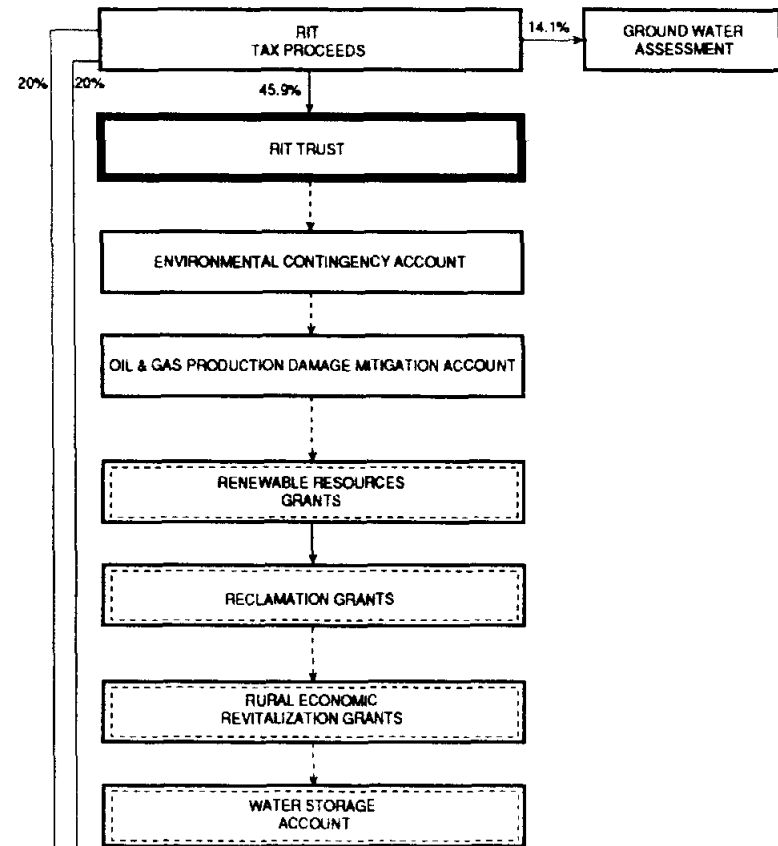 RIT
TAX PROCEEDS
14.1%
GROUND WATER
ASSESSMENT
20%
20%
45.9%
RIT TRUST
ENVIRONMENTAL CONTINGENCY ACCOUNT
OIL & GAS PRODUCTION DAMAGE MITIGATION ACCOUNT
RENEWABLE RESOURCES
GRANTS
RECLAMATION GRANTS
RURAL ECONOMIC
REVITALIZATION GRANTS
WATER STORAGE
ACCOUNT